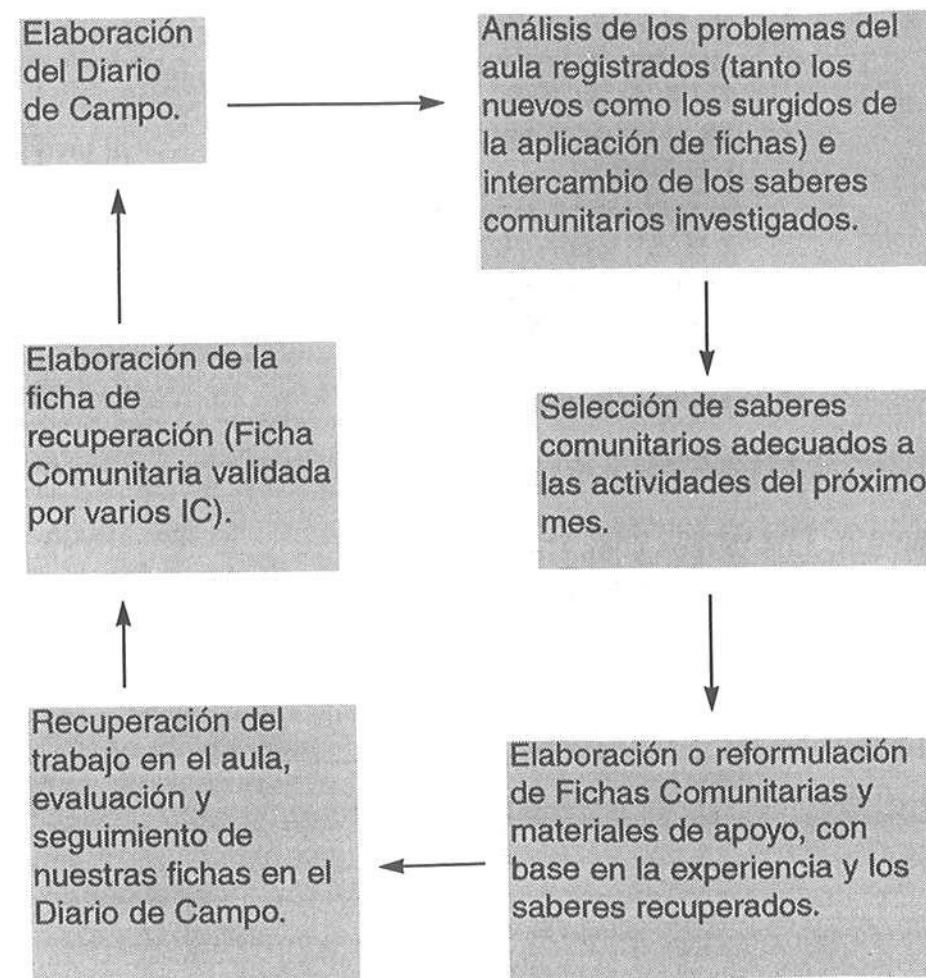 Elaboración
del Diario
de Campo.
Análisis de los problemas del
aula registrados (tanto los
nuevos como los surgidos de
la aplicación de fichas) e
intercambio de los saberes
comunitarios investigados.
Selección de saberes
comunitarios adecuados a
las actividades del próximo
mes.
Elaboración o reformulación
de Fichas Comunitarias y
materiales de apoyo, con
base en la experiencia y los
saberes recuperados.
Recuperación del
trabajo en el aula,
evaluación y
seguimiento de
nuestras fichas en el
Diario de Campo.
Elaboración de la
ficha de
recuperación (Ficha
Comunitaria validada
por varios IC).